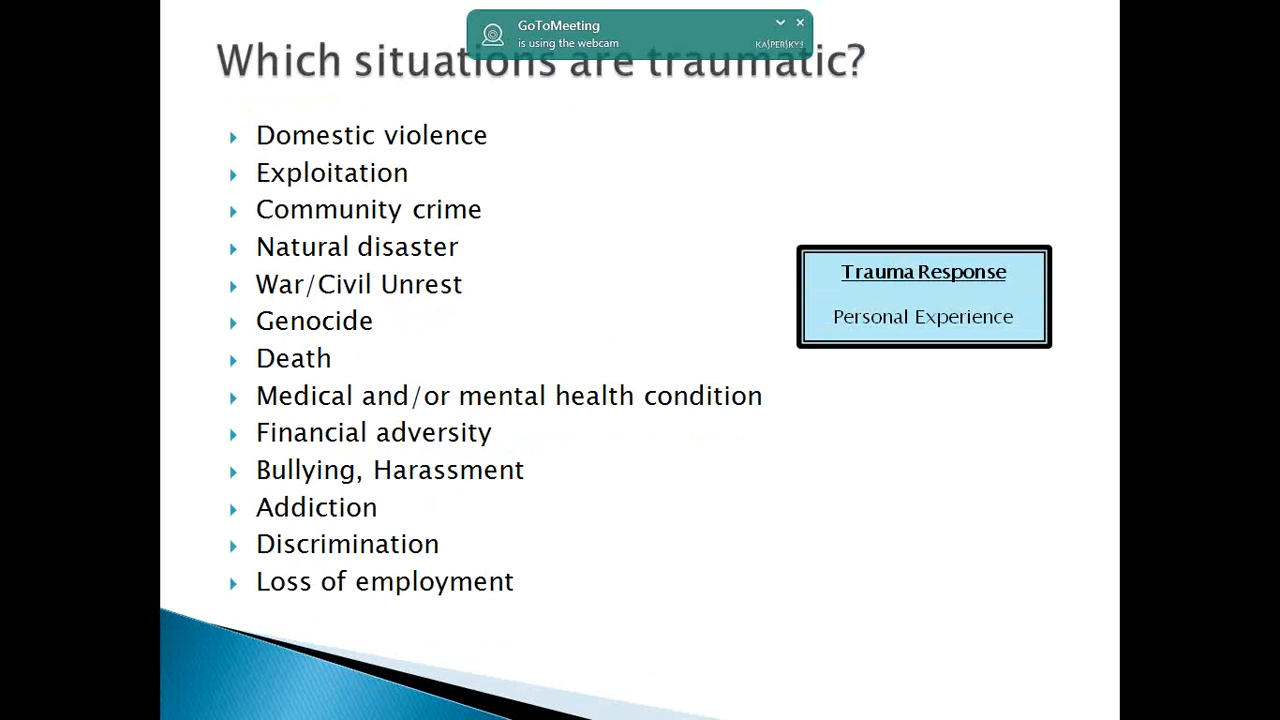 GoToMeeting
is using the webcam
KASPERSKY
Which situations are traumatic?
Domestic violence
Exploitation
Community crime
Natural disaster
War/Civil Unrest
Genocide
Death
Medical and/or mental health condition
Financial adversity
Bullying, Harassment
Addiction
Discrimination
Loss of employment
Trauma Response
Personal Experience